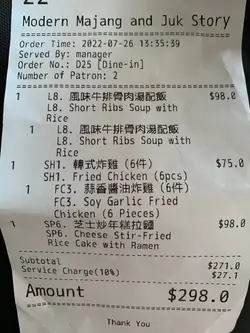 Modern Majang and Juk Story
Order Time: 2022-07-26 13:55:39
Served By: manager
Order No.: D25 [Dine-in]
Number of Patron: 2
1 L8. 風味牛排骨肉湯配飯 $98.0
L8. Short Ribs Soup with
Rice
1 L8. 風味牛排骨肉湯配飯
L8. Short Ribs Soup with
Rice
1 SH1. 韓式炸雞 (6件) $75.0
SH1. Fried Chicken (6pcs)
1 FC3. 蒜香醬油炸雞 (6件)
FC3. Soy Garlic Fried
Chicken (6 Pieces)
1 SP6. 芝士炒年糕拉麵 $98.0
SP6. Cheese Stir-Fried
Rice Cake with Ramen
Subtotal $271.0
Service Charge(10%) $27.1
Amount $298.0
Thank You